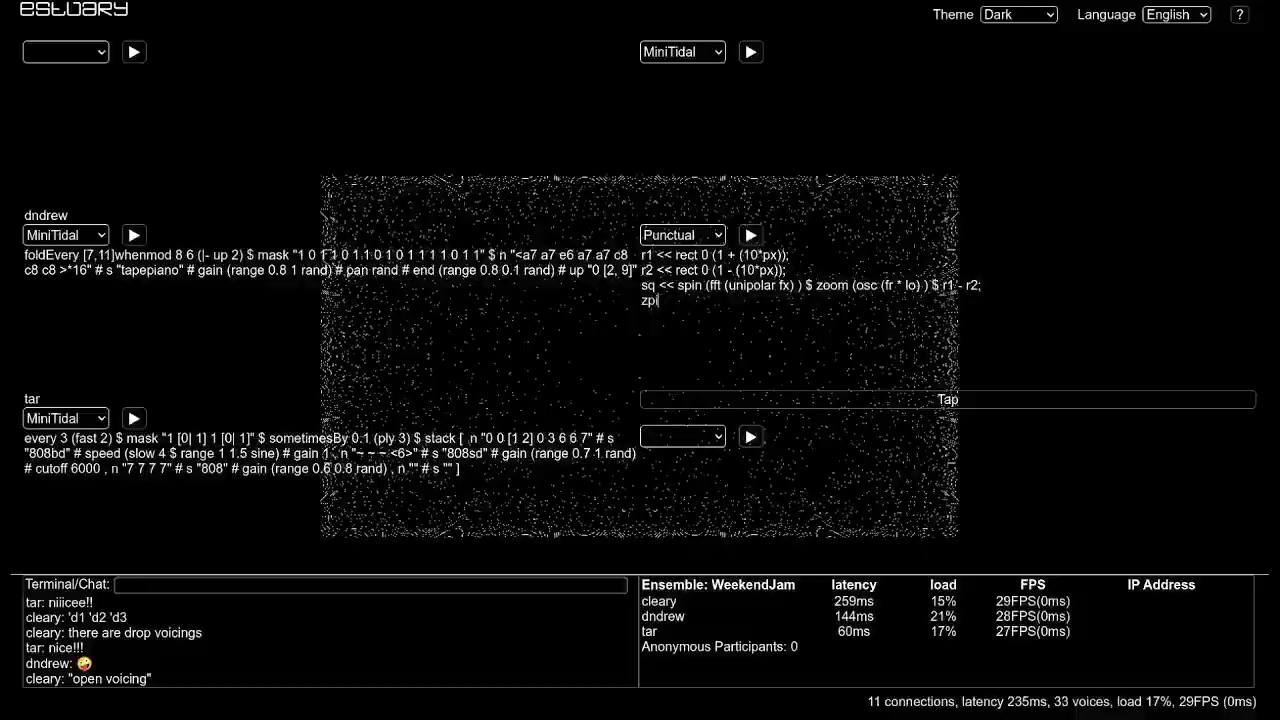 estuary
Theme Dark Language English ?
MiniTidal
dndrew
MiniTidal
foldEvery [7,11]whenmod 8 6 (|- up 2) $ mask "1 0 1 1 0 1.1 0 1 0 1 1 1 1 0 1 1" $ n "<a7 a7 e6 a7 a7 c8
c8 c8 >*16" # s "tapepiano" # gain (range 0.8 1 rand) # pan rand # end (range 0.8 0.1 rand) # up "0 [2, 9]"
Punctual
r1 << rect 0 (1 + (10*px));
r2 << rect 0 (1 - (10*px));
sq << spin (fft (unipolar fx) ) $ zoom (osc (fr * lo) ) $ r1 - r2;
zpi
tar
MiniTidal
every 3 (fast 2) $ mask "1 [0| 1] 1 [0| 1]" $ sometimesBy 0.1 (ply 3) $ stack [ n "0 0 [1 2] 0 3 6 6 7" # s
"808bd" # speed (slow 4 $ range 1 1.5 sine) # gain 1 , n "~ ~ ~ <6>" # s "808sd" # gain (range 0.7 1 rand)
# cutoff 6000 , n "7 7 7 7" # s "808" # gain (range 0.6 0.8 rand) , n "" # s "" ]
Tap
Terminal/Chat:
tar: niiicee!!
cleary: 'd1 'd2 'd3
cleary: there are drop voicings
tar: nice!!!
dndrew: 🤪
cleary: "open voicing"
Ensemble: WeekendJam latency load FPS IP Address
cleary 259ms 15% 29FPS(0ms)
dndrew 144ms 21% 28FPS(0ms)
tar 60ms 17% 27FPS(0ms)
Anonymous Participants: 0
11 connections, latency 235ms, 33 voices, load 17%, 29FPS (0ms)